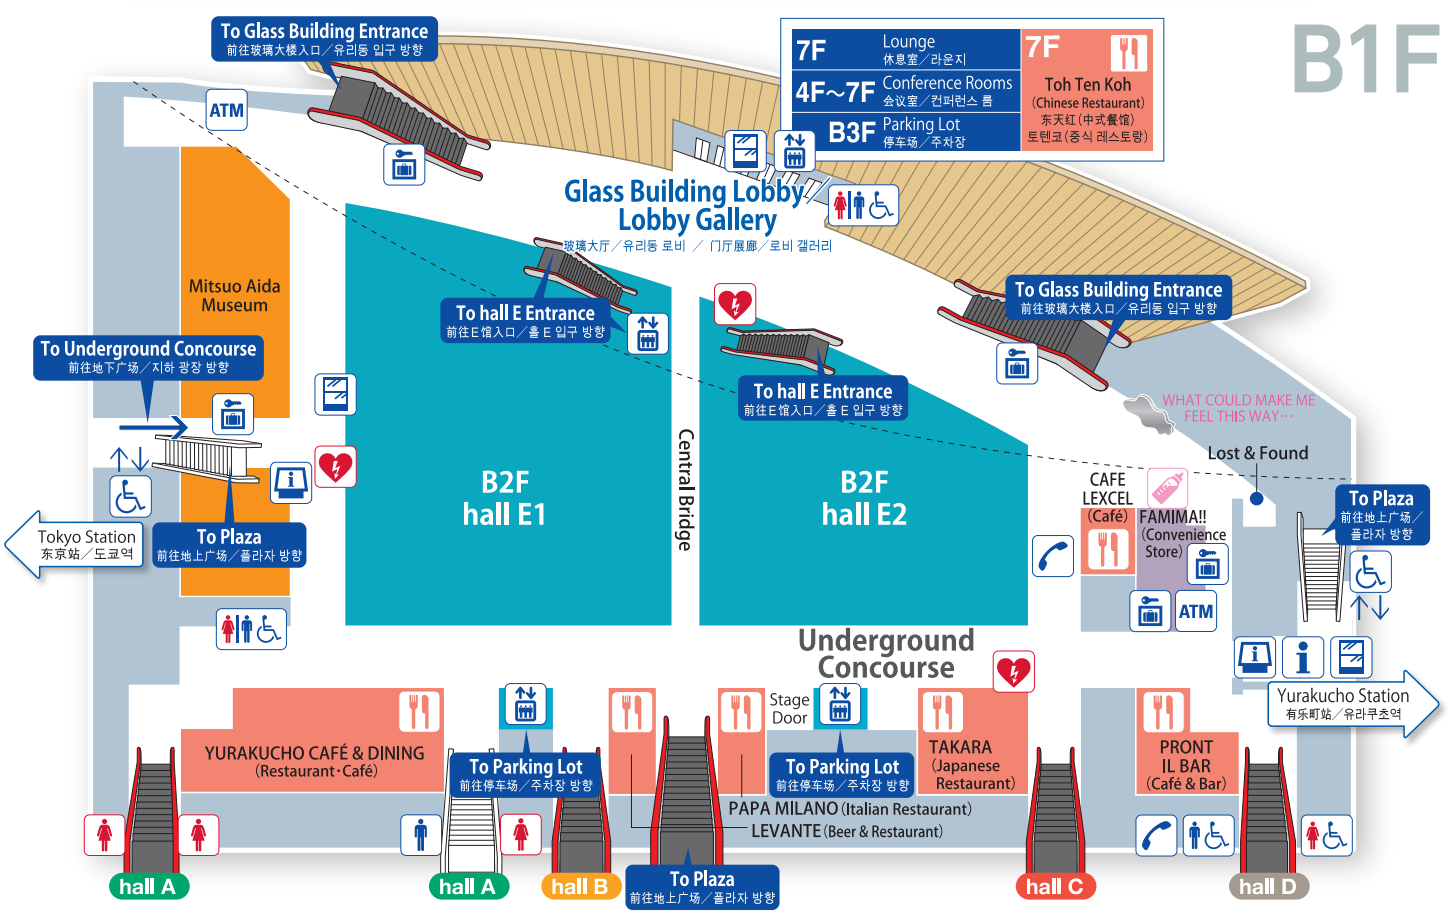 B1F
To Glass Building Entrance
前往玻璃大楼入口／유리동 입구 방향
7F
Lounge
休息室／라운지
4F～7F
Conference Rooms
会议室／컨퍼런스 룸
B3F
Parking Lot
停车场／주차장
7F
Toh Ten Koh
(Chinese Restaurant)
东天红(中式餐馆)
토텐코(중식 레스토랑)
ATM
Glass Building Lobby
Lobby Gallery
玻璃大厅／유리동 로비 ／ 门厅展廊／로비 갤러리
Mitsuo Aida
Museum
To hall E Entrance
前往E馆入口／홀 E 입구 방향
To Glass Building Entrance
前往玻璃大楼入口／유리동 입구 방향
To Underground Concourse
前往地下广场／지하 광장 방향
To hall E Entrance
前往E馆入口／홀 E 입구 방향
WHAT COULD MAKE ME
FEEL THIS WAY…
Central Bridge
Lost & Found
B2F
hall E1
B2F
hall E2
CAFE
LEXCEL
(Café)
FAMIMA!!
(Convenience
Store)
To Plaza
前往地上广场／
플라자 방향
Tokyo Station
东京站／도쿄역
To Plaza
前往地上广场／플라자 방향
ATM
Underground
Concourse
Yurakucho Station
有乐町站／유라쿠초역
Stage
Door
YURAKUCHO CAFÉ & DINING
(Restaurant·Café)
To Parking Lot
前往停车场／주차장 방향
To Parking Lot
前往停车场／주차장 방향
TAKARA
(Japanese
Restaurant)
PRONT
IL BAR
(Café & Bar)
PAPA MILANO (Italian Restaurant)
LEVANTE (Beer & Restaurant)
To Plaza
前往地上广场／플라자 방향
hall A
hall A
hall B
hall C
hall D